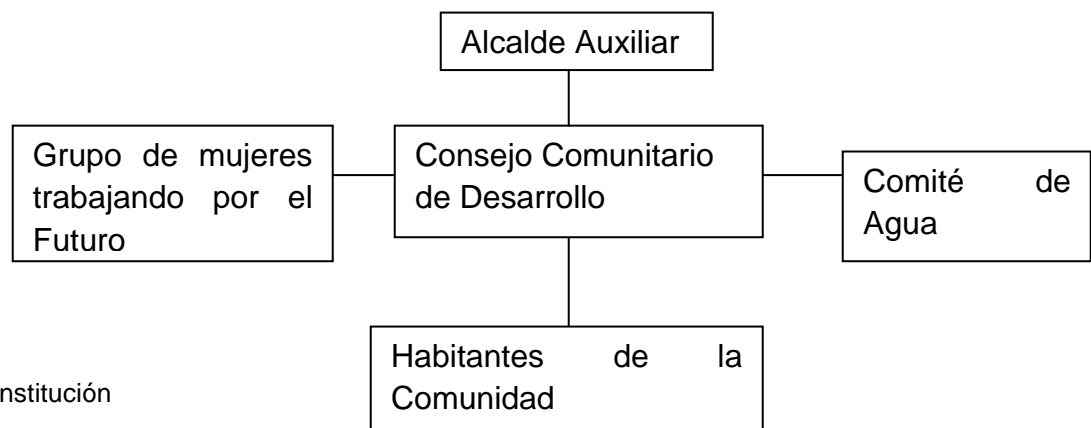 Alcalde Auxiliar
Grupo de mujeres
trabajando por el
Futuro
Consejo Comunitario
de Desarrollo
Comité de
Agua
Habitantes de la
Comunidad
nstitución